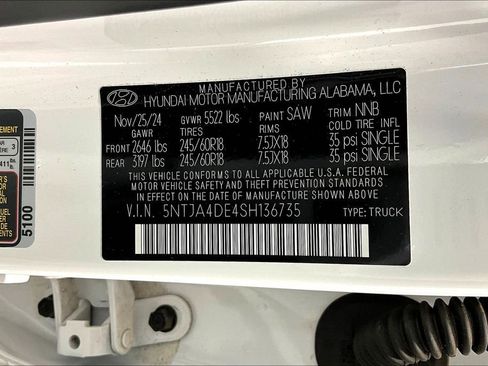 MANUFACTURED BY
HYUNDAI MOTOR MANUFACTURING ALABAMA, LLC
Nov/25/24 GVWR 5522 lbs PAINT SAW TRIM NNB
GAWR TIRES RIMS COLD TIRE INFL
FRONT 2646 lbs 245/60R18 7.5JX18 35 psi SINGLE
REAR 3197 lbs 245/60R18 7.5JX18 35 psi SINGLE
THIS VEHICLE CONFORMS TO ALL APPLICABLE U.S.A. FEDERAL
MOTOR VEHICLE SAFETY AND THEFT PREVENTION STANDARDS
IN EFFECT ON THE DATE OF MANUFACTURE SHOWN ABOVE.
V.I.N. 5NTJA4DE4SH136735 TYPE: TRUCK
EMENT
3
5100